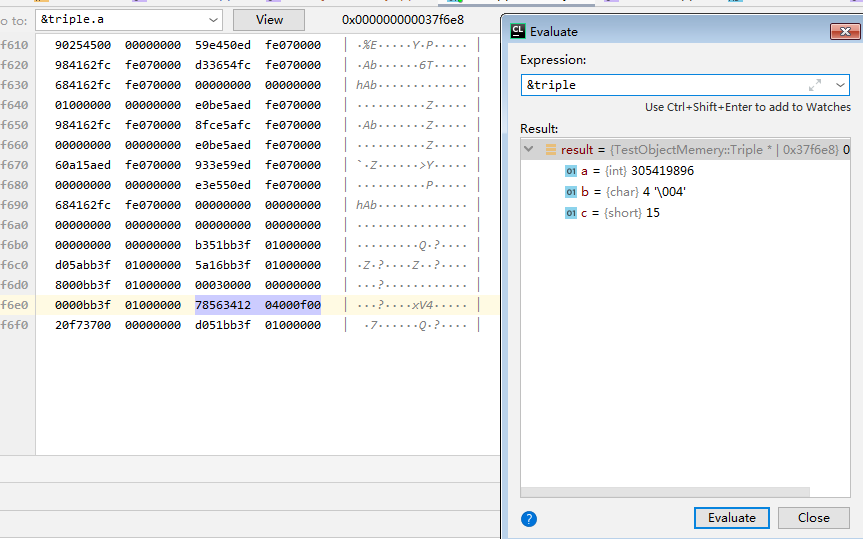 o to:
&triple.a
View
0x000000000037f6e8
f610 90254500 00000000 59e450ed fe070000 | ·%E·····Y·P····· |
f620 984162fc fe070000 d33654fc fe070000 | ·Ab·····6T····· |
f630 684162fc fe070000 00000000 00000000 | hAb············· |
f640 01000000 00000000 e0be5aed fe070000 | ··········Z····· |
f650 984162fc fe070000 8fce5afc fe070000 | ·Ab·······Z····· |
f660 00000000 00000000 e0be5aed fe070000 | ··········Z····· |
f670 60a15aed fe070000 933e59ed fe070000 | `·Z······>Y····· |
f680 00000000 00000000 e3e550ed fe070000 | ··········P····· |
f690 684162fc fe070000 00000000 00000000 | hAb············· |
f6a0 00000000 00000000 00000000 00000000 | ················ |
f6b0 00000000 00000000 b351bb3f 01000000 | ·········Q·?···· |
f6c0 d05abb3f 01000000 5a16bb3f 00000000 | ·Z·?····Z··?···· |
f6d0 8000bb3f 01000000 00030000 00000000 | ···?············ |
f6e0 0000bb3f 01000000 78563412 04000f00 | ···?····xV4····· |
f6f0 20f73700 00000000 d051bb3f 01000000 | ·7······Q·?···· |
CL Evaluate
Expression:
&triple
Use Ctrl+Shift+Enter to add to Watches
Result:
result = {TestObjectMemery::Triple * | 0x37f6e8} 0
01 a = {int} 305419896
01 b = {char} 4 '\004'
01 c = {short} 15
?
Evaluate
Close